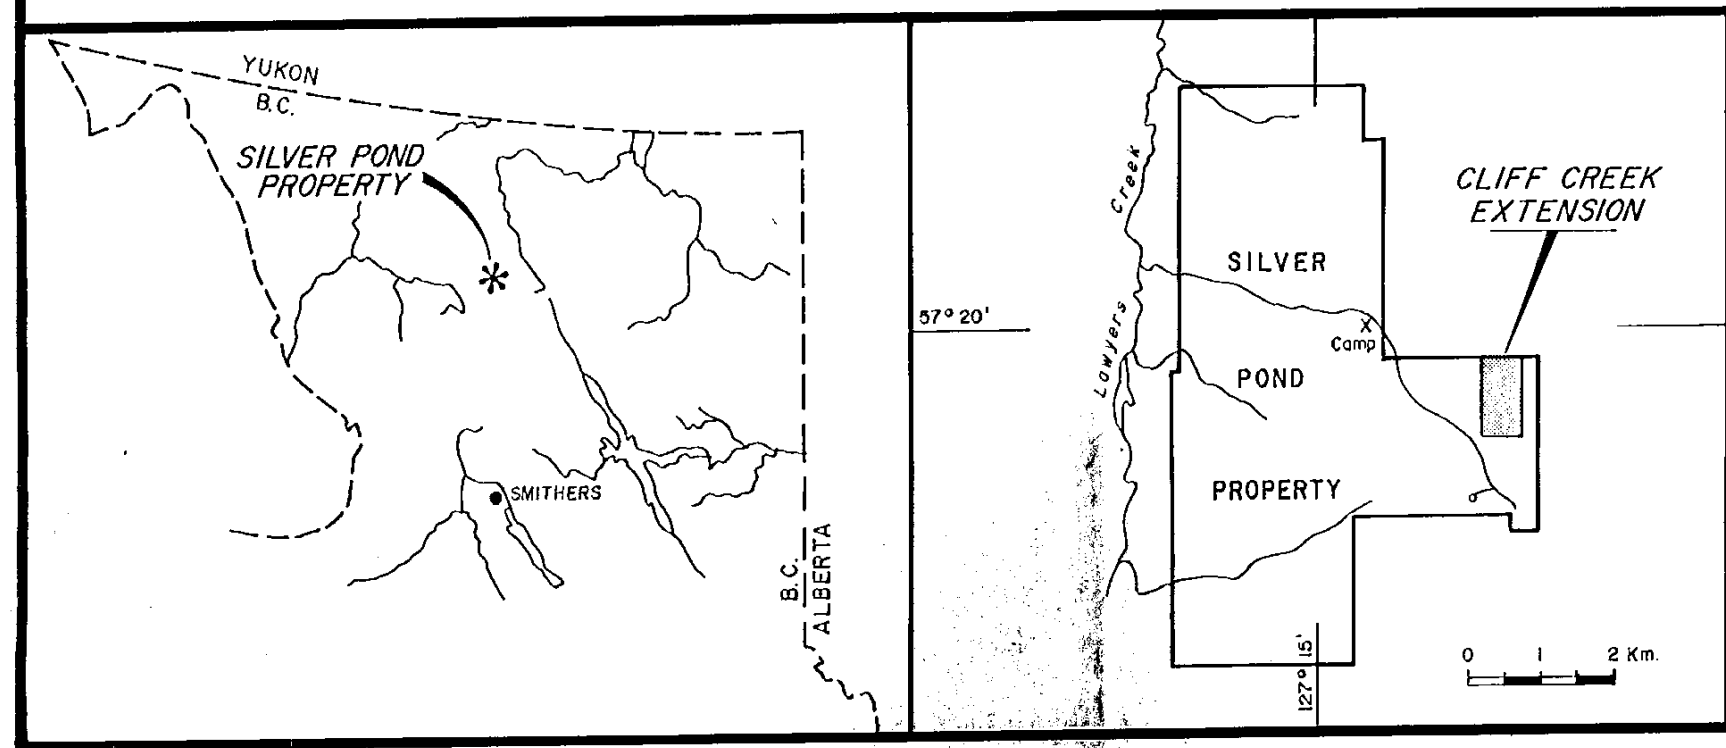 YUKON
B.C.
SILVER POND
PROPERTY
SMITHERS
B.C.
ALBERTA
Lawyers Creek
57° 20'
SILVER
POND
PROPERTY
Camp
CLIFF CREEK
EXTENSION
127° 15'
0 1 2 Km.